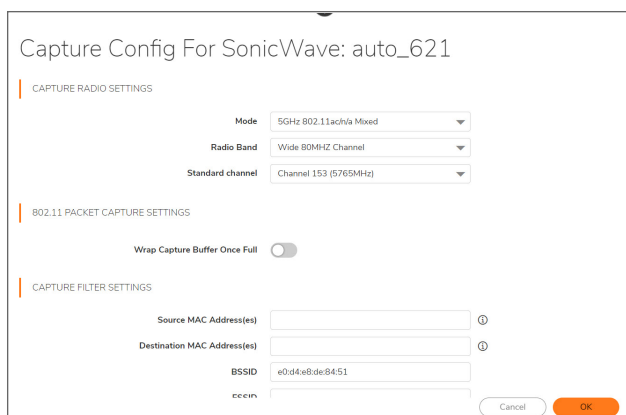 Capture Config For SonicWave: auto_621
CAPTURE RADIO SETTINGS
Mode 5GHz 802.11ac/n/a Mixed
Radio Band Wide 80MHZ Channel
Standard channel Channel 153 (5765MHz)
802.11 PACKET CAPTURE SETTINGS
Wrap Capture Buffer Once Full
CAPTURE FILTER SETTINGS
Source MAC Address(es)
Destination MAC Address(es)
BSSID e0:d4:e8:de:84:51
ESSID
Cancel OK